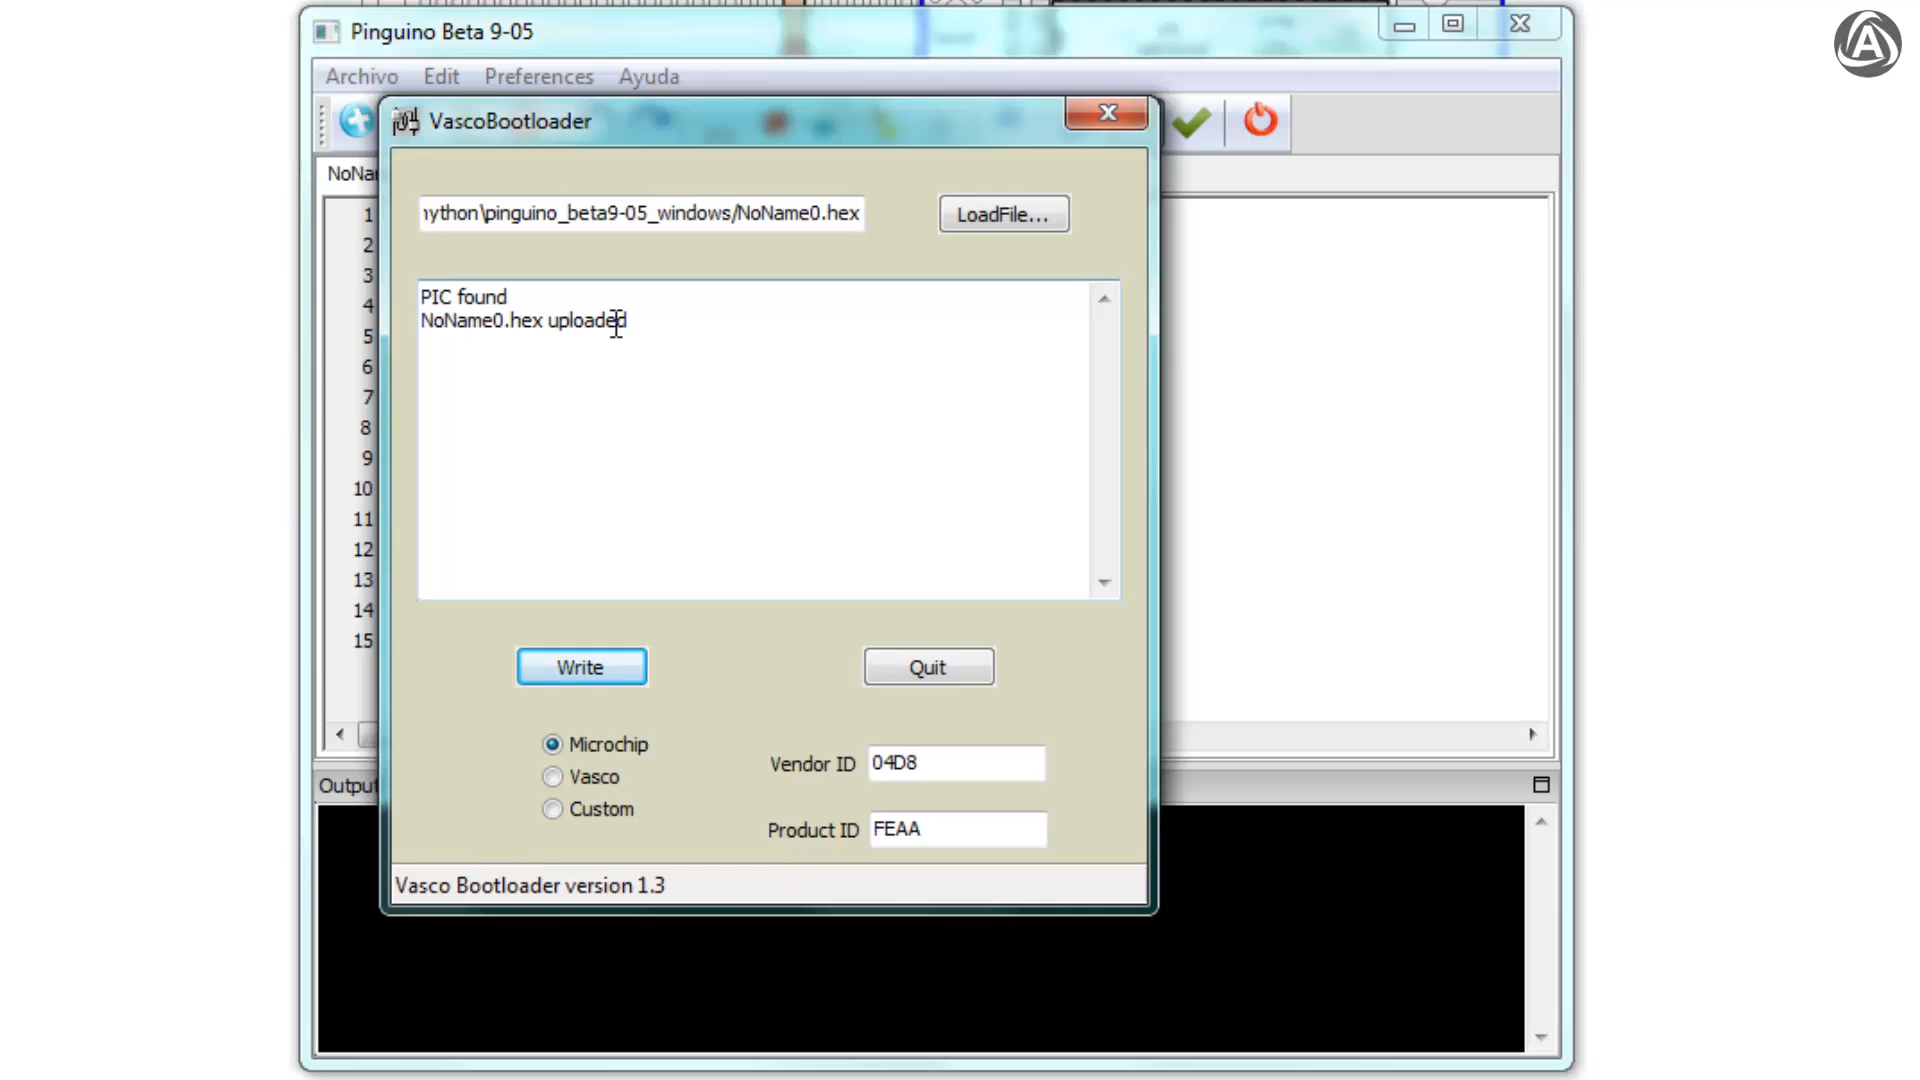 Pinguino Beta 9-05
Archivo Edit Preferences Ayuda
VascoBootloader
\pinguino_beta9-05_windows/NoName0.hex
LoadFile...
PIC found
NoName0.hex uploaded
1
2
3
4
5
6
7
8
9
10
11
12
13
14
15
Write
Quit
Microchip
Vasco
Custom
Vendor ID 04D8
Product ID FEAA
Output
Vasco Bootloader version 1.3